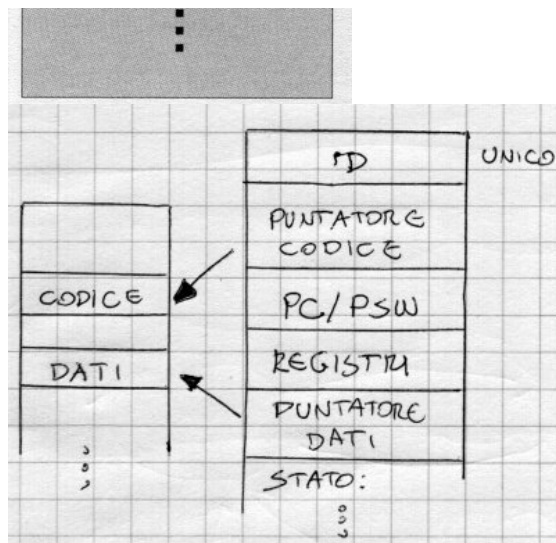 ID
UNICO
PUNTATORE
CODICE
PC/PSW
REGISTRI
PUNTATORE
DATI
STATO:
CODICE
DATI